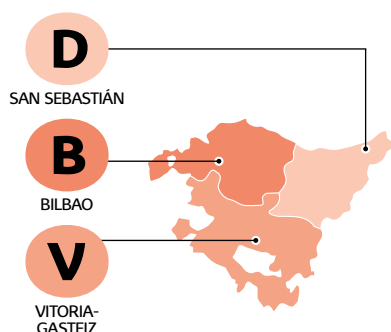 D
SAN SEBASTIÁN
B
BILBAO
V
VITORIA-
GASTEIZ